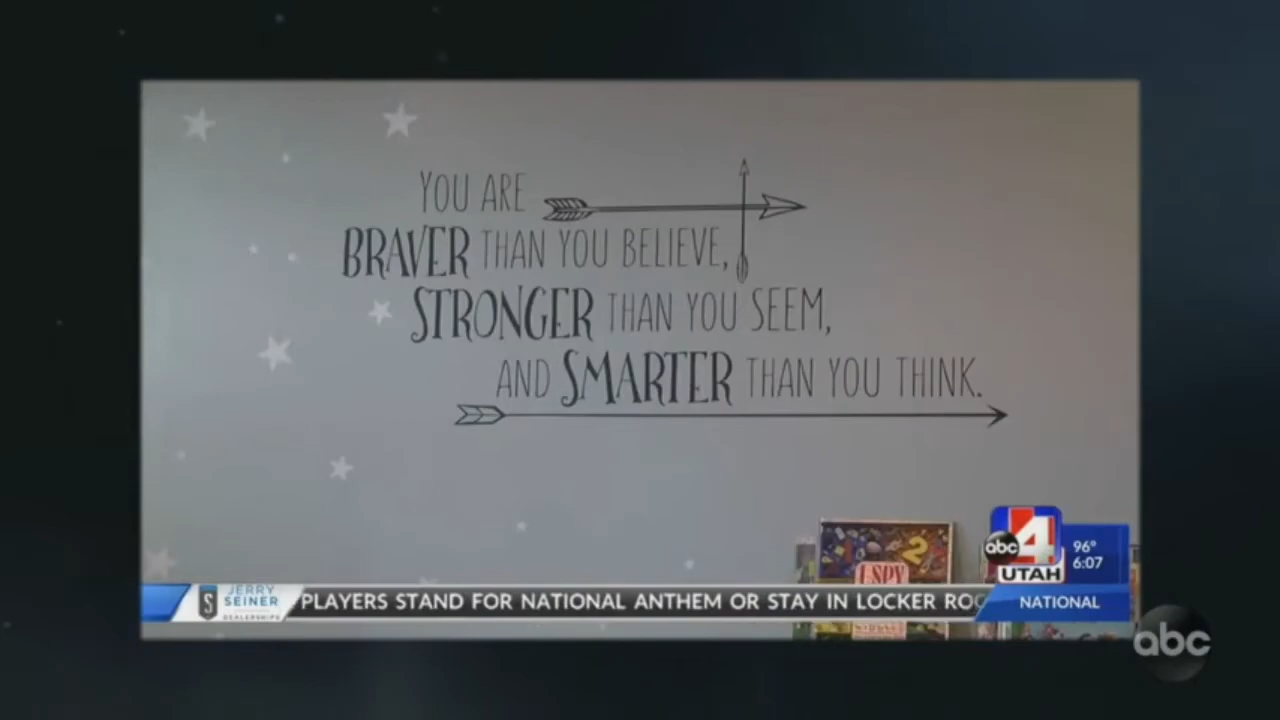 YOU ARE
BRAVER THAN YOU BELIEVE,
STRONGER THAN YOU SEEM,
AND SMARTER THAN YOU THINK.
2
I SPY
abc 4
UTAH
96°
6:07
S JERRY
SEINER
DEALERSHIPS
PLAYERS STAND FOR NATIONAL ANTHEM OR STAY IN LOCKER ROO
NATIONAL
abc